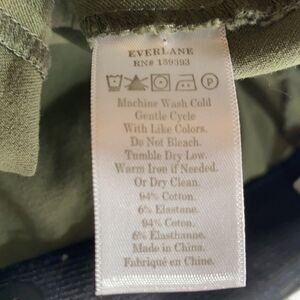 EVERLANE
RN# 139393
Machine Wash Cold
Gentle Cycle
With Like Colors.
Do Not Bleach.
Tumble Dry Low.
Warm Iron if Needed.
Or Dry Clean.
94% Cotton.
6% Elastane.
94% Coton.
6% Elasthanne.
Made in China.
Fabriqué en Chine.